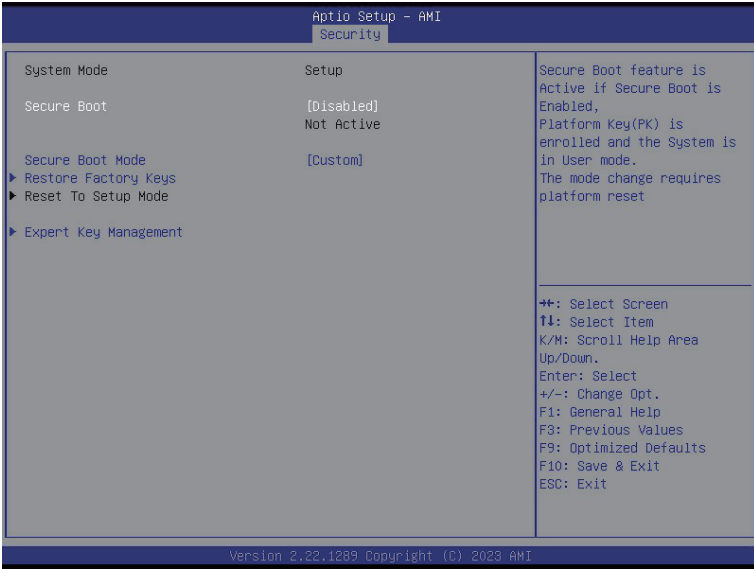 Aptio Setup – AMI
Security
System Mode Setup
Secure Boot [Disabled]
Not Active
Secure Boot Mode [Custom]
▶ Restore Factory Keys
▶ Reset To Setup Mode
▶ Expert Key Management
Secure Boot feature is
Active if Secure Boot is
Enabled,
Platform Key(PK) is
enrolled and the System is
in User mode.
The mode change requires
platform reset
→←: Select Screen
↑↓: Select Item
K/M: Scroll Help Area
Up/Down.
Enter: Select
+/-: Change Opt.
F1: General Help
F3: Previous Values
F9: Optimized Defaults
F10: Save & Exit
ESC: Exit
Version 2.22.1289 Copyright (C) 2023 AMI